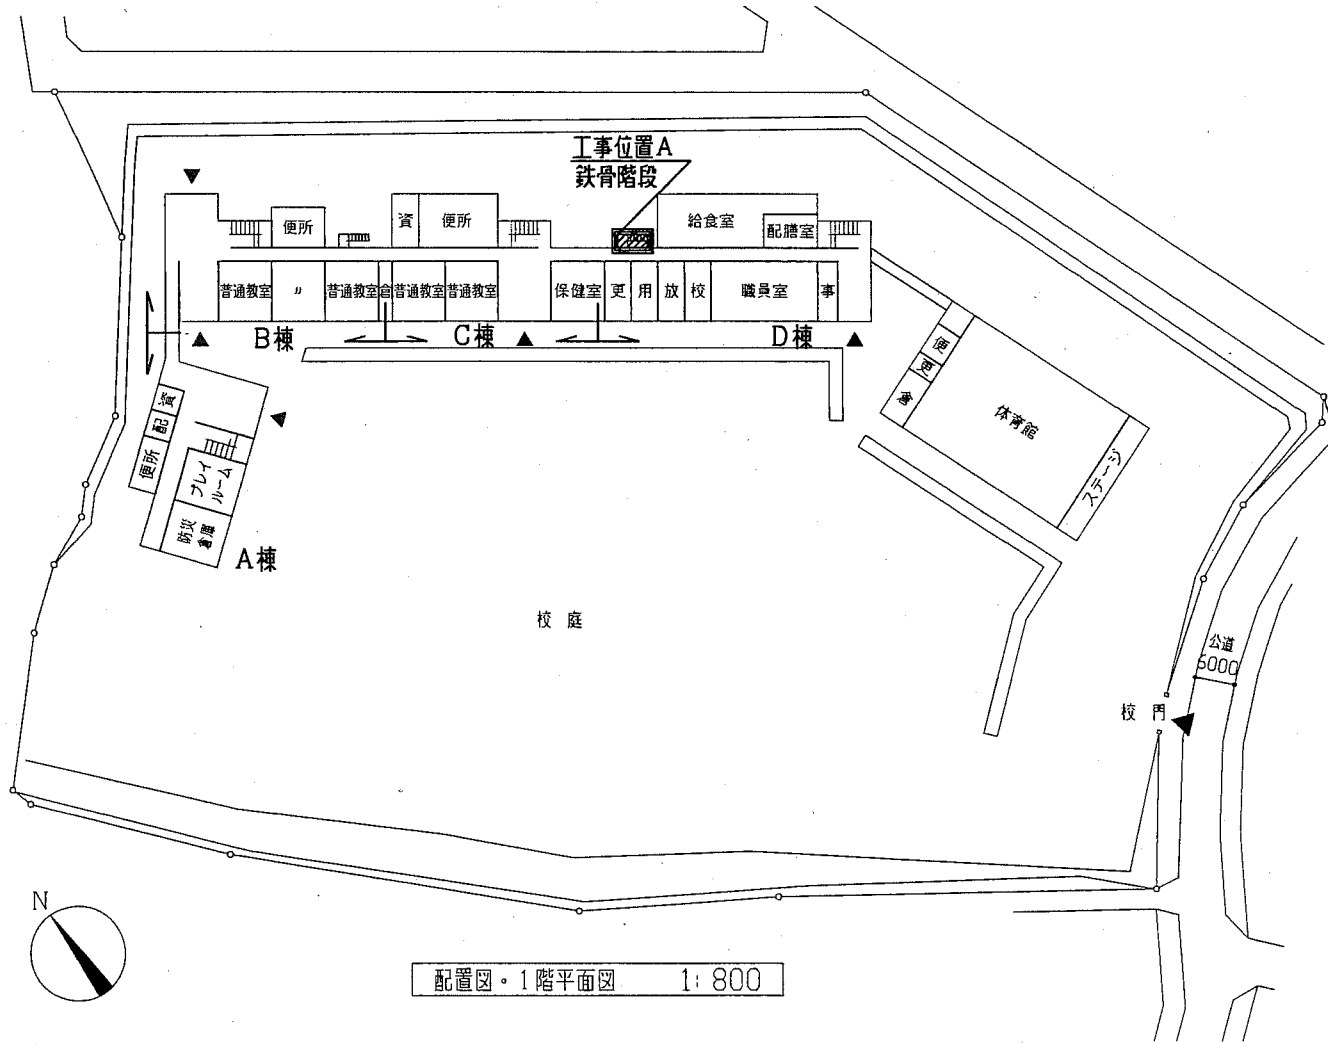 工事位置A
鉄骨階段
便所
資
便所
給食室
配膳室
普通教室
〃
普通教室
倉
普通教室
普通教室
保健室
更
用
放
校
職員室
事
B棟
C棟
D棟
便
更
倉
体育館
ステージ
資
配
便所
プレイ
ルーム
防災
倉庫
A棟
校庭
公道
6000
校門
N
配置図・1階平面図 1:800